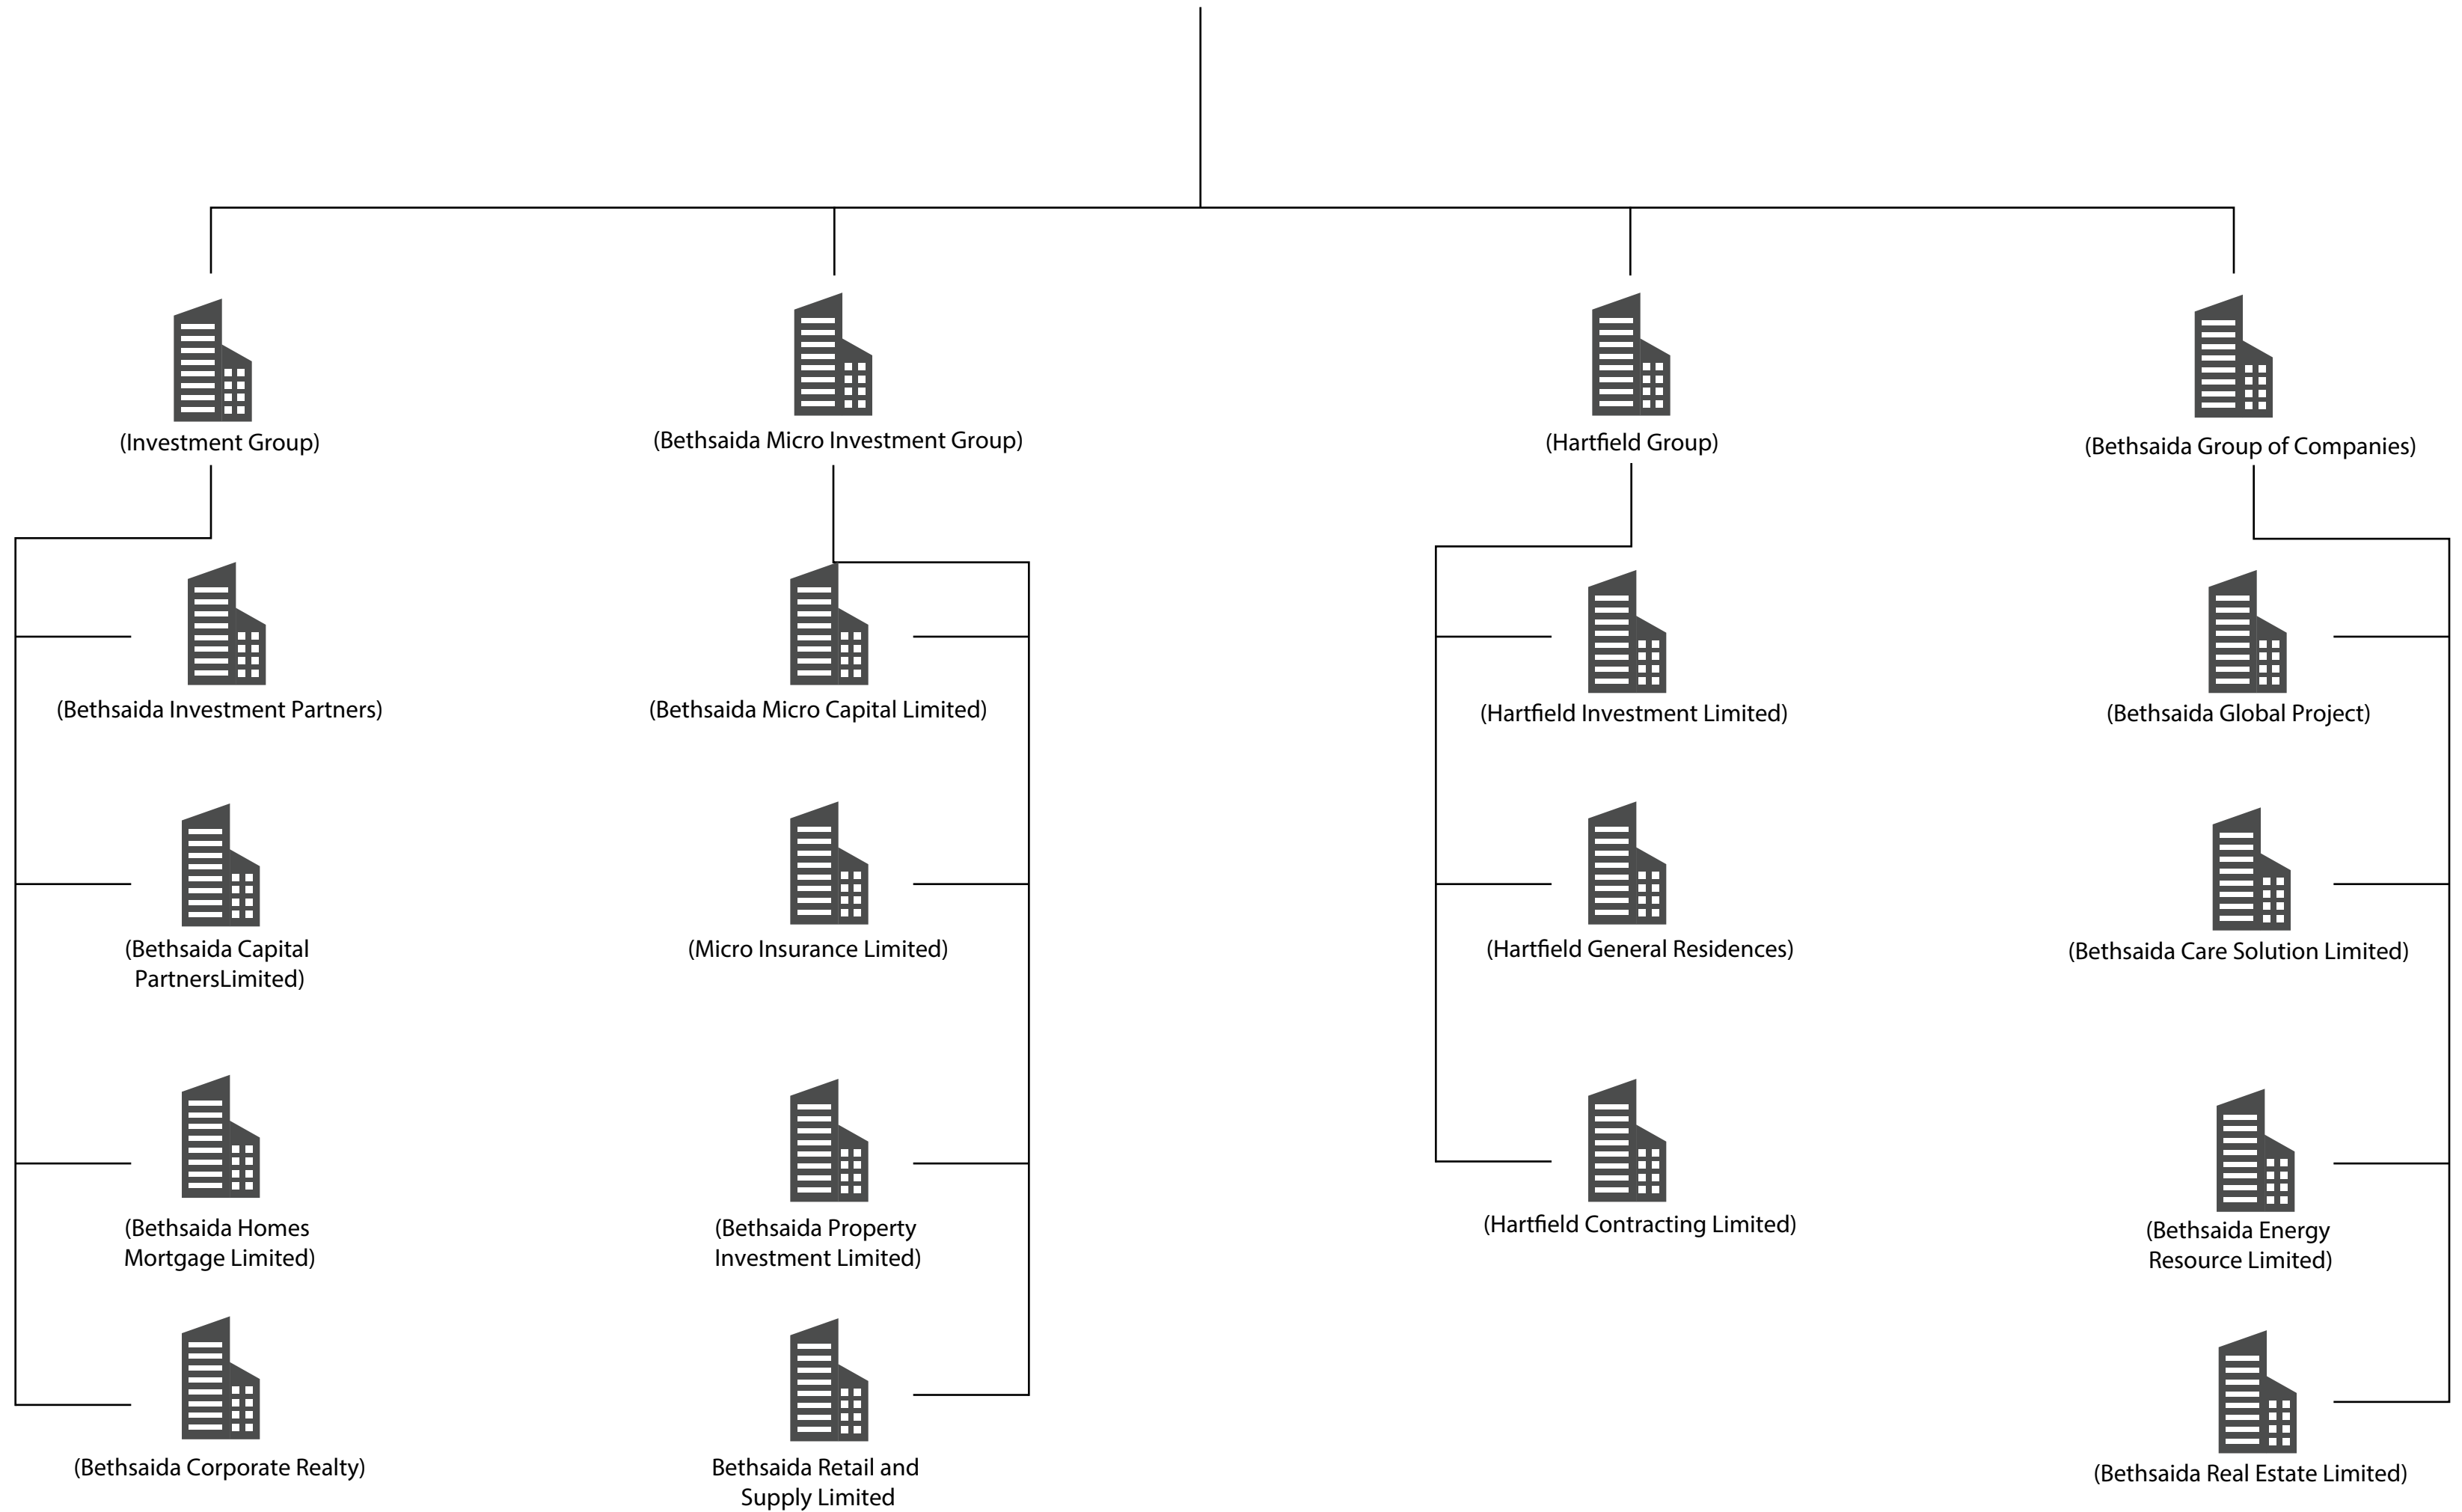 (Investment Group)
(Bethsaida Micro Investment Group)
(Hartfield Group)
(Bethsaida Group of Companies)
(Bethsaida Investment Partners)
(Bethsaida Micro Capital Limited)
(Hartfield Investment Limited)
(Bethsaida Global Project)
(Bethsaida Capital
PartnersLimited)
(Micro Insurance Limited)
(Hartfield General Residences)
(Bethsaida Care Solution Limited)
(Bethsaida Homes
Mortgage Limited)
(Bethsaida Property
Investment Limited)
(Hartfield Contracting Limited)
(Bethsaida Energy
Resource Limited)
(Bethsaida Corporate Realty)
Bethsaida Retail and
Supply Limited
(Bethsaida Real Estate Limited)